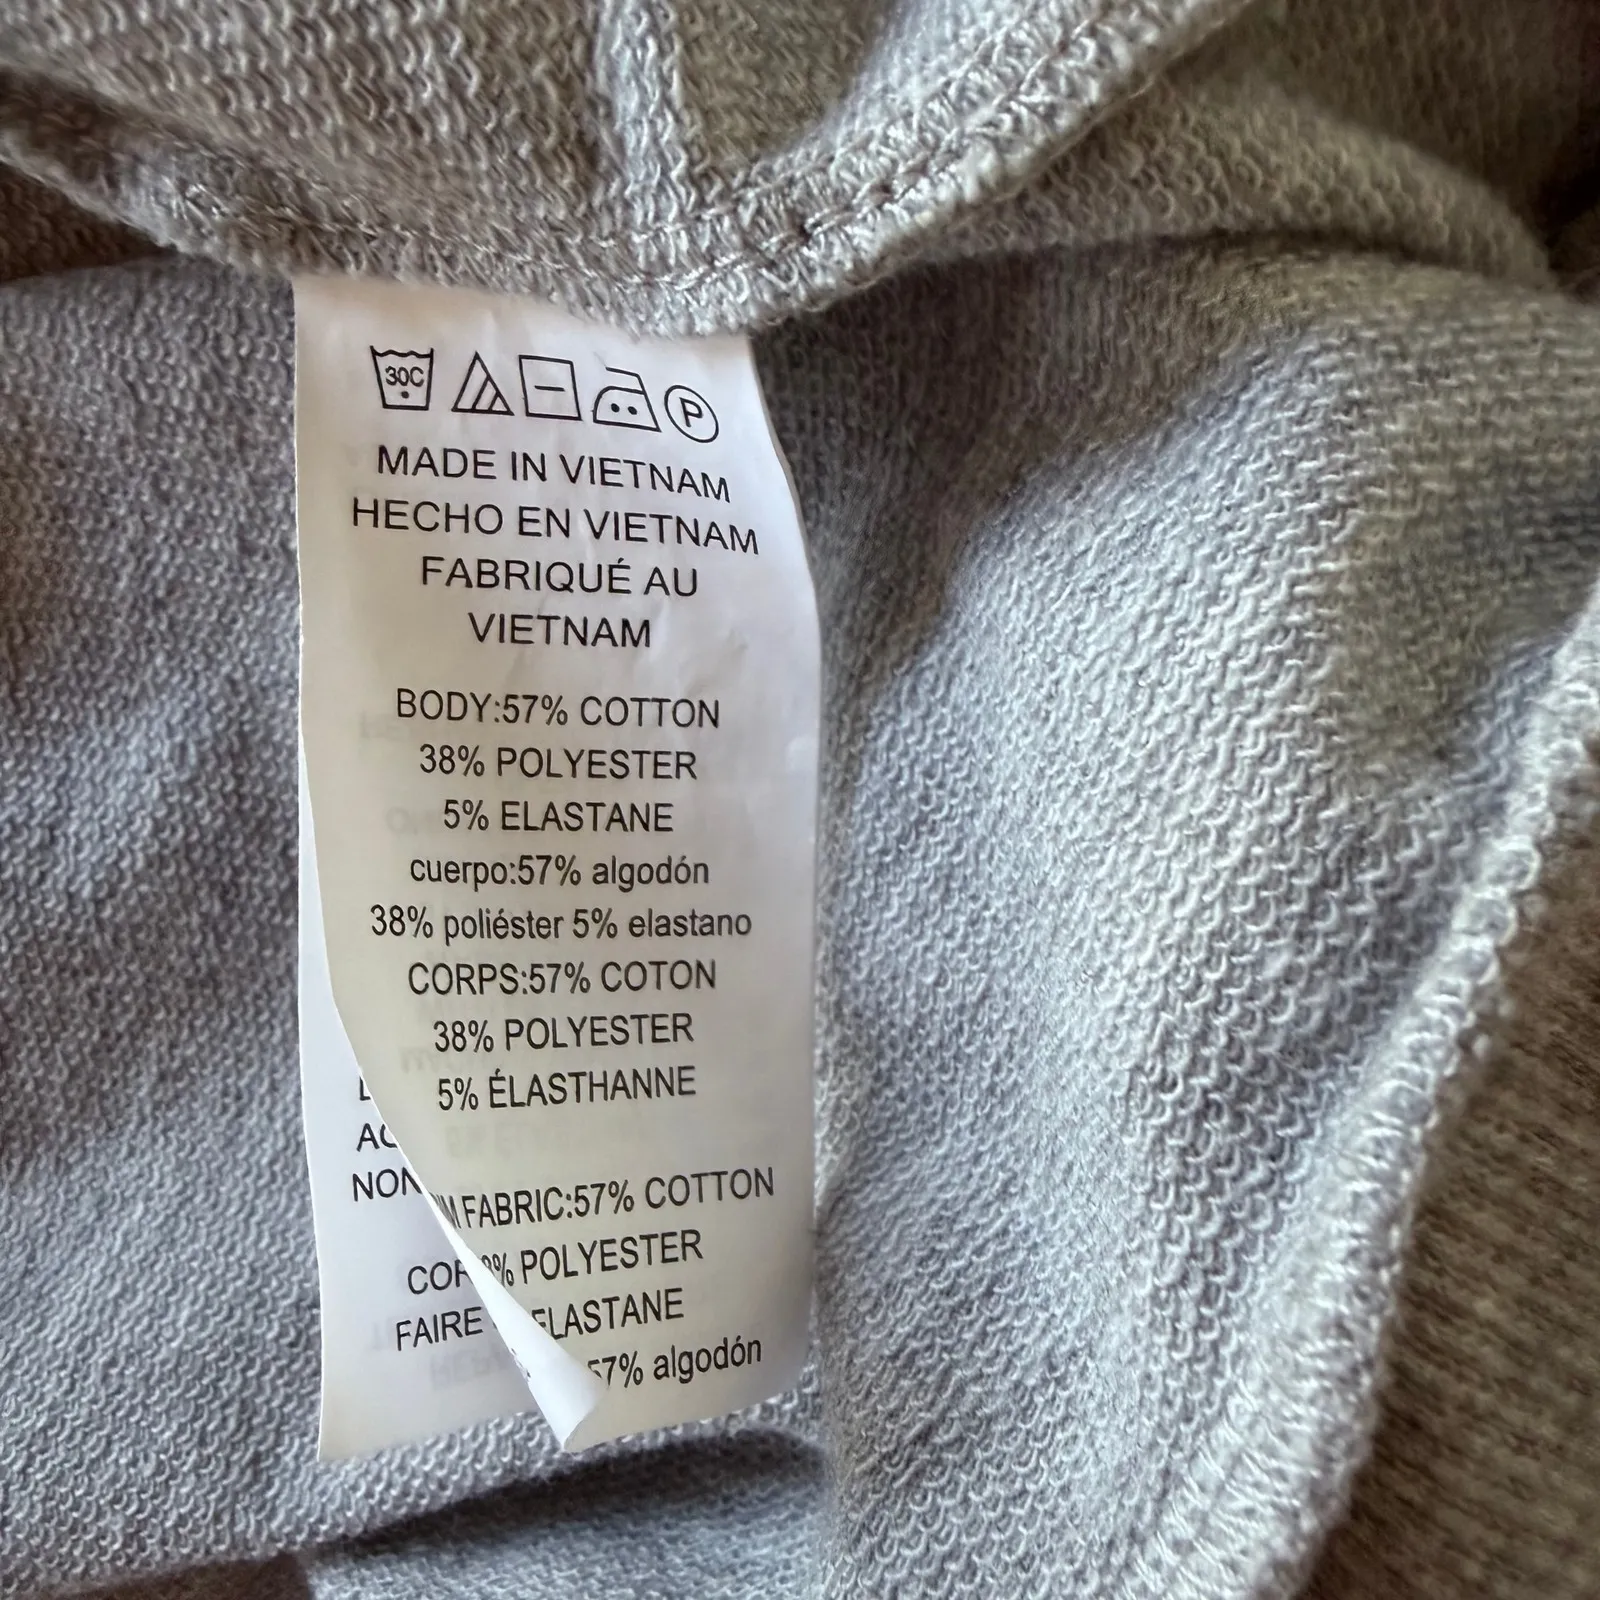 30C
P
MADE IN VIETNAM
HECHO EN VIETNAM
FABRIQUÉ AU
VIETNAM
BODY:57% COTTON
38% POLYESTER
5% ELASTANE
cuerpo:57% algodón
38% poliéster 5% elastano
CORPS:57% COTON
38% POLYESTER
5% ÉLASTHANNE
FABRIC:57% COTTON
POLYESTER
ELASTANE
57% algodón
NON
FAIRE